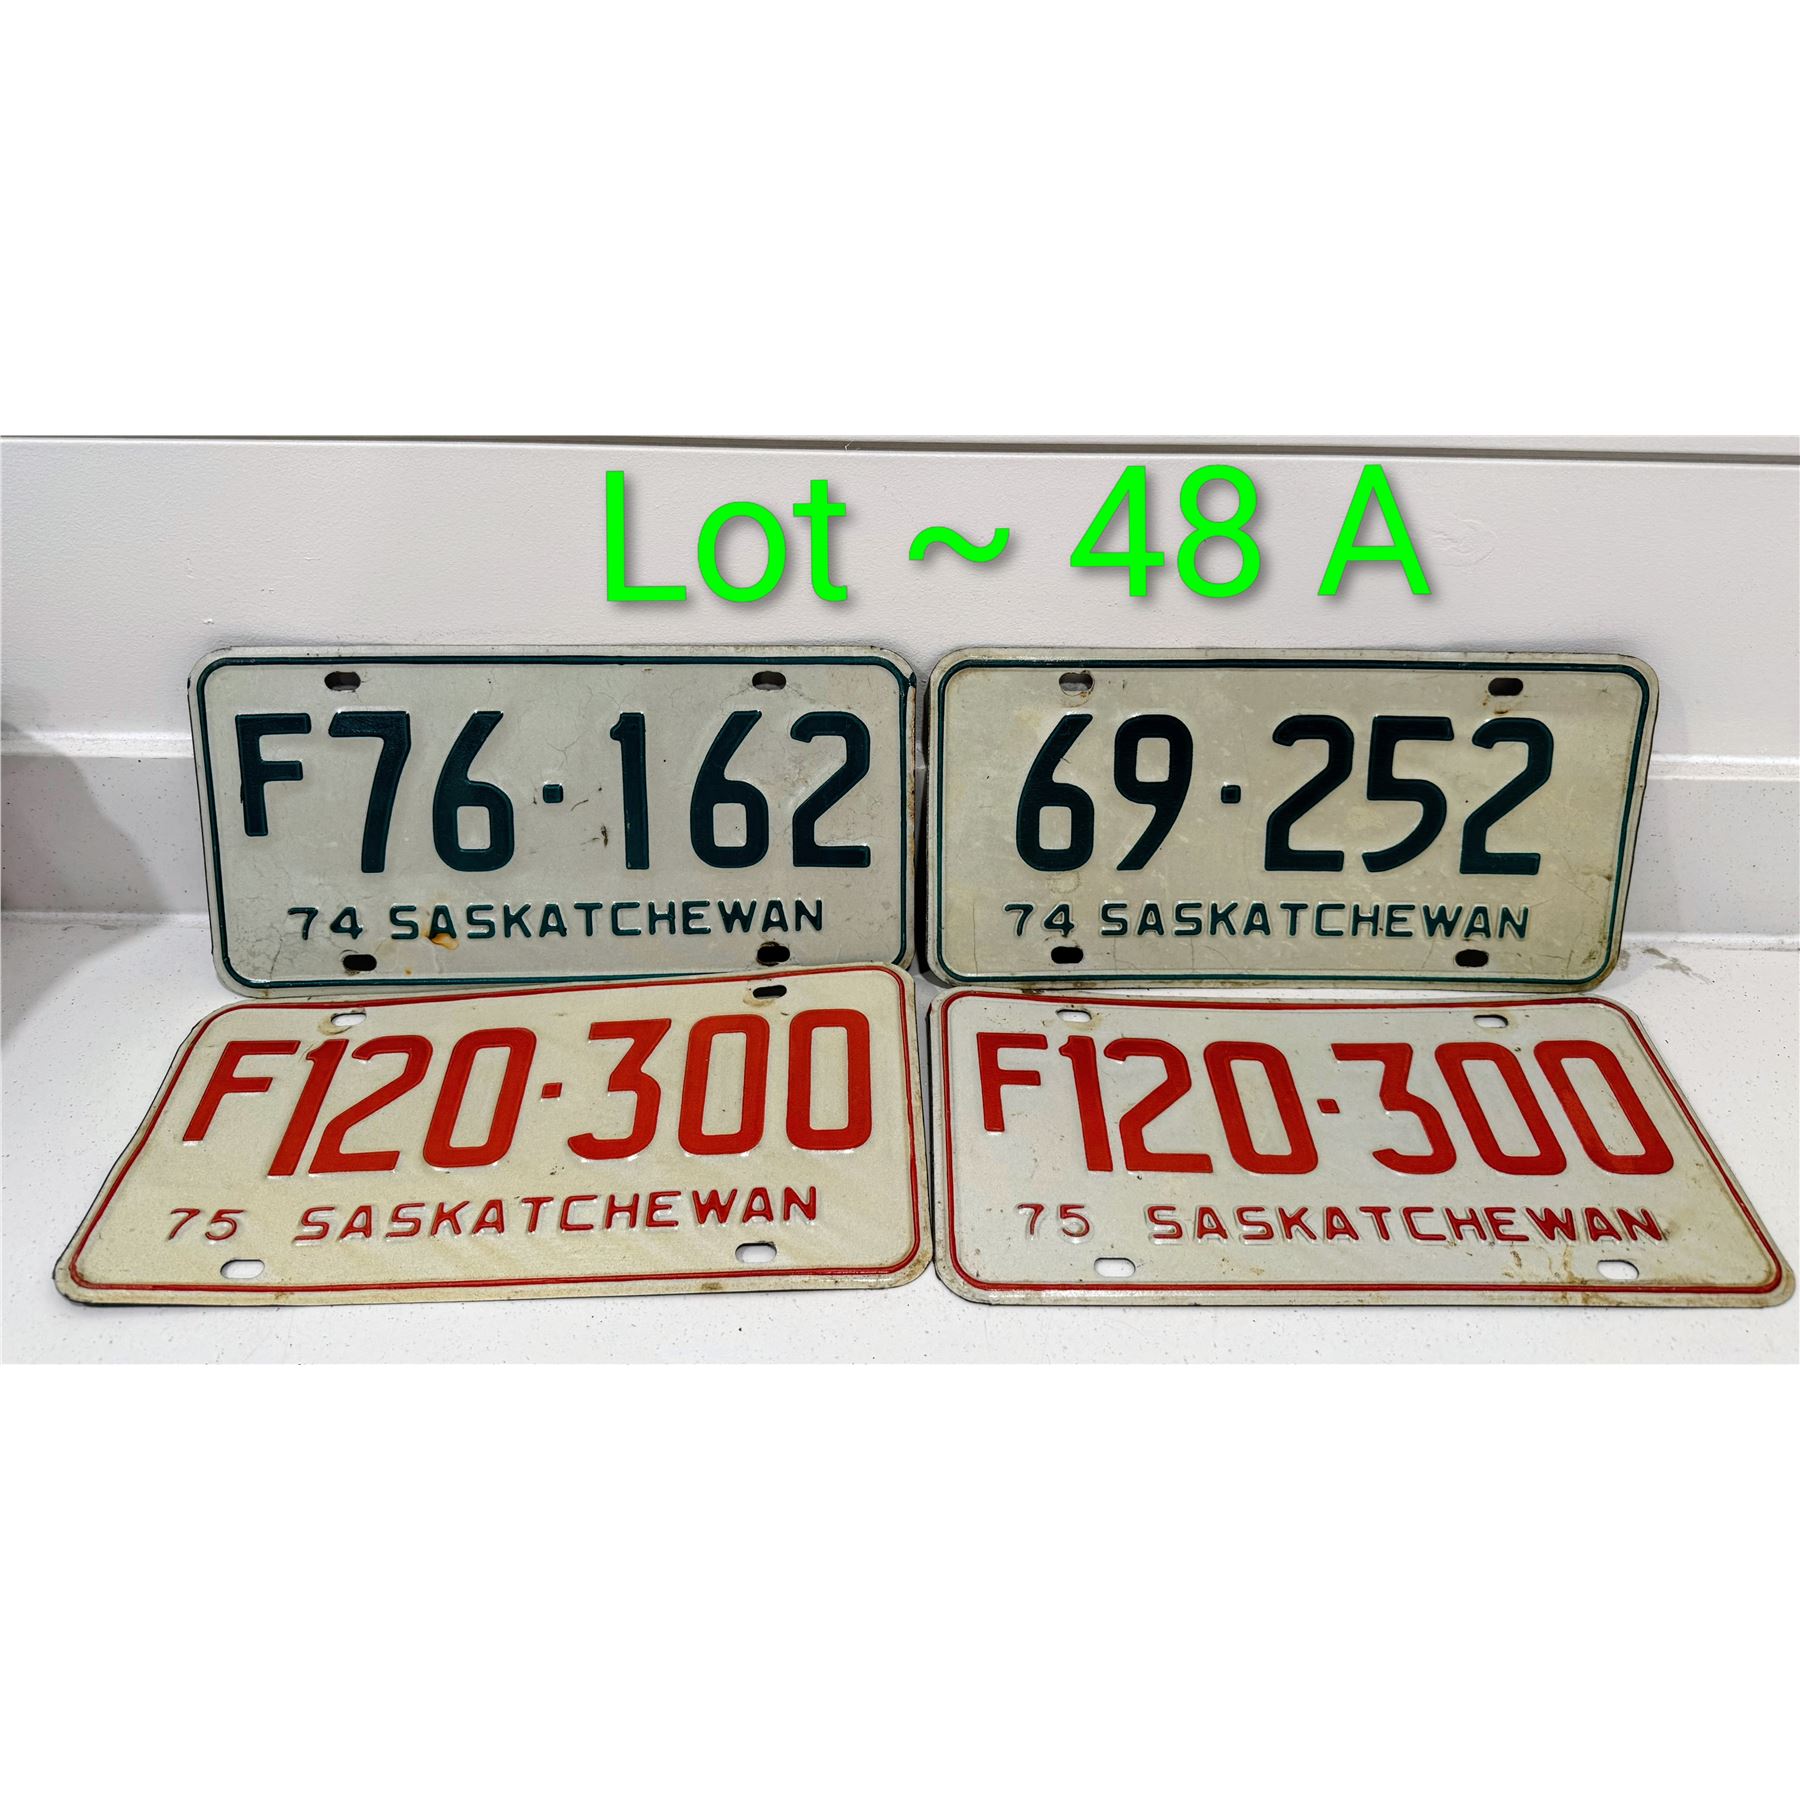 Lot ~ 48 A
F76·162
74 SASKATCHEWAN
69·252
74 SASKATCHEWAN
F120·300
75 SASKATCHEWAN
F120·300
75 SASKATCHEWAN